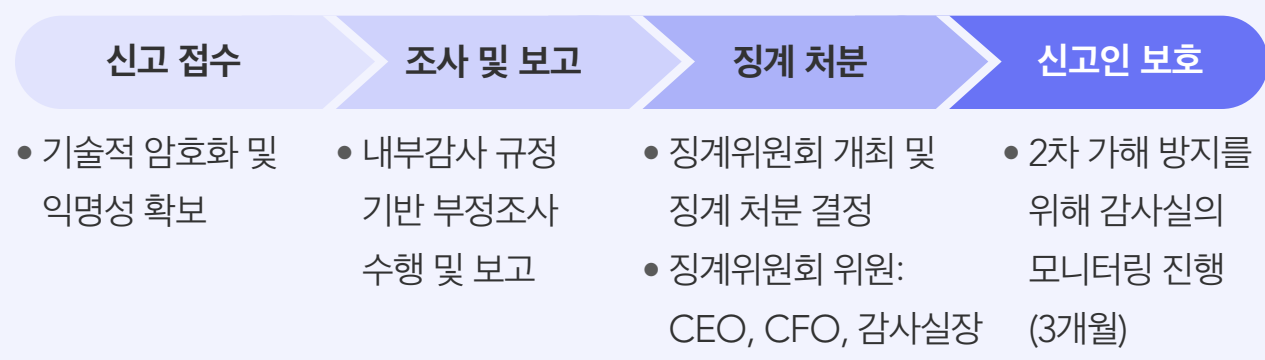 신고 접수
조사 및 보고
징계 처분
신고인 보호
• 기술적 암호화 및
익명성 확보
• 내부감사 규정
기반 부정조사
수행 및 보고
• 징계위원회 개최 및
징계 처분 결정
• 징계위원회 위원:
CEO, CFO, 감사실장
• 2차 가해 방지를
위해 감사실의
모니터링 진행
(3개월)